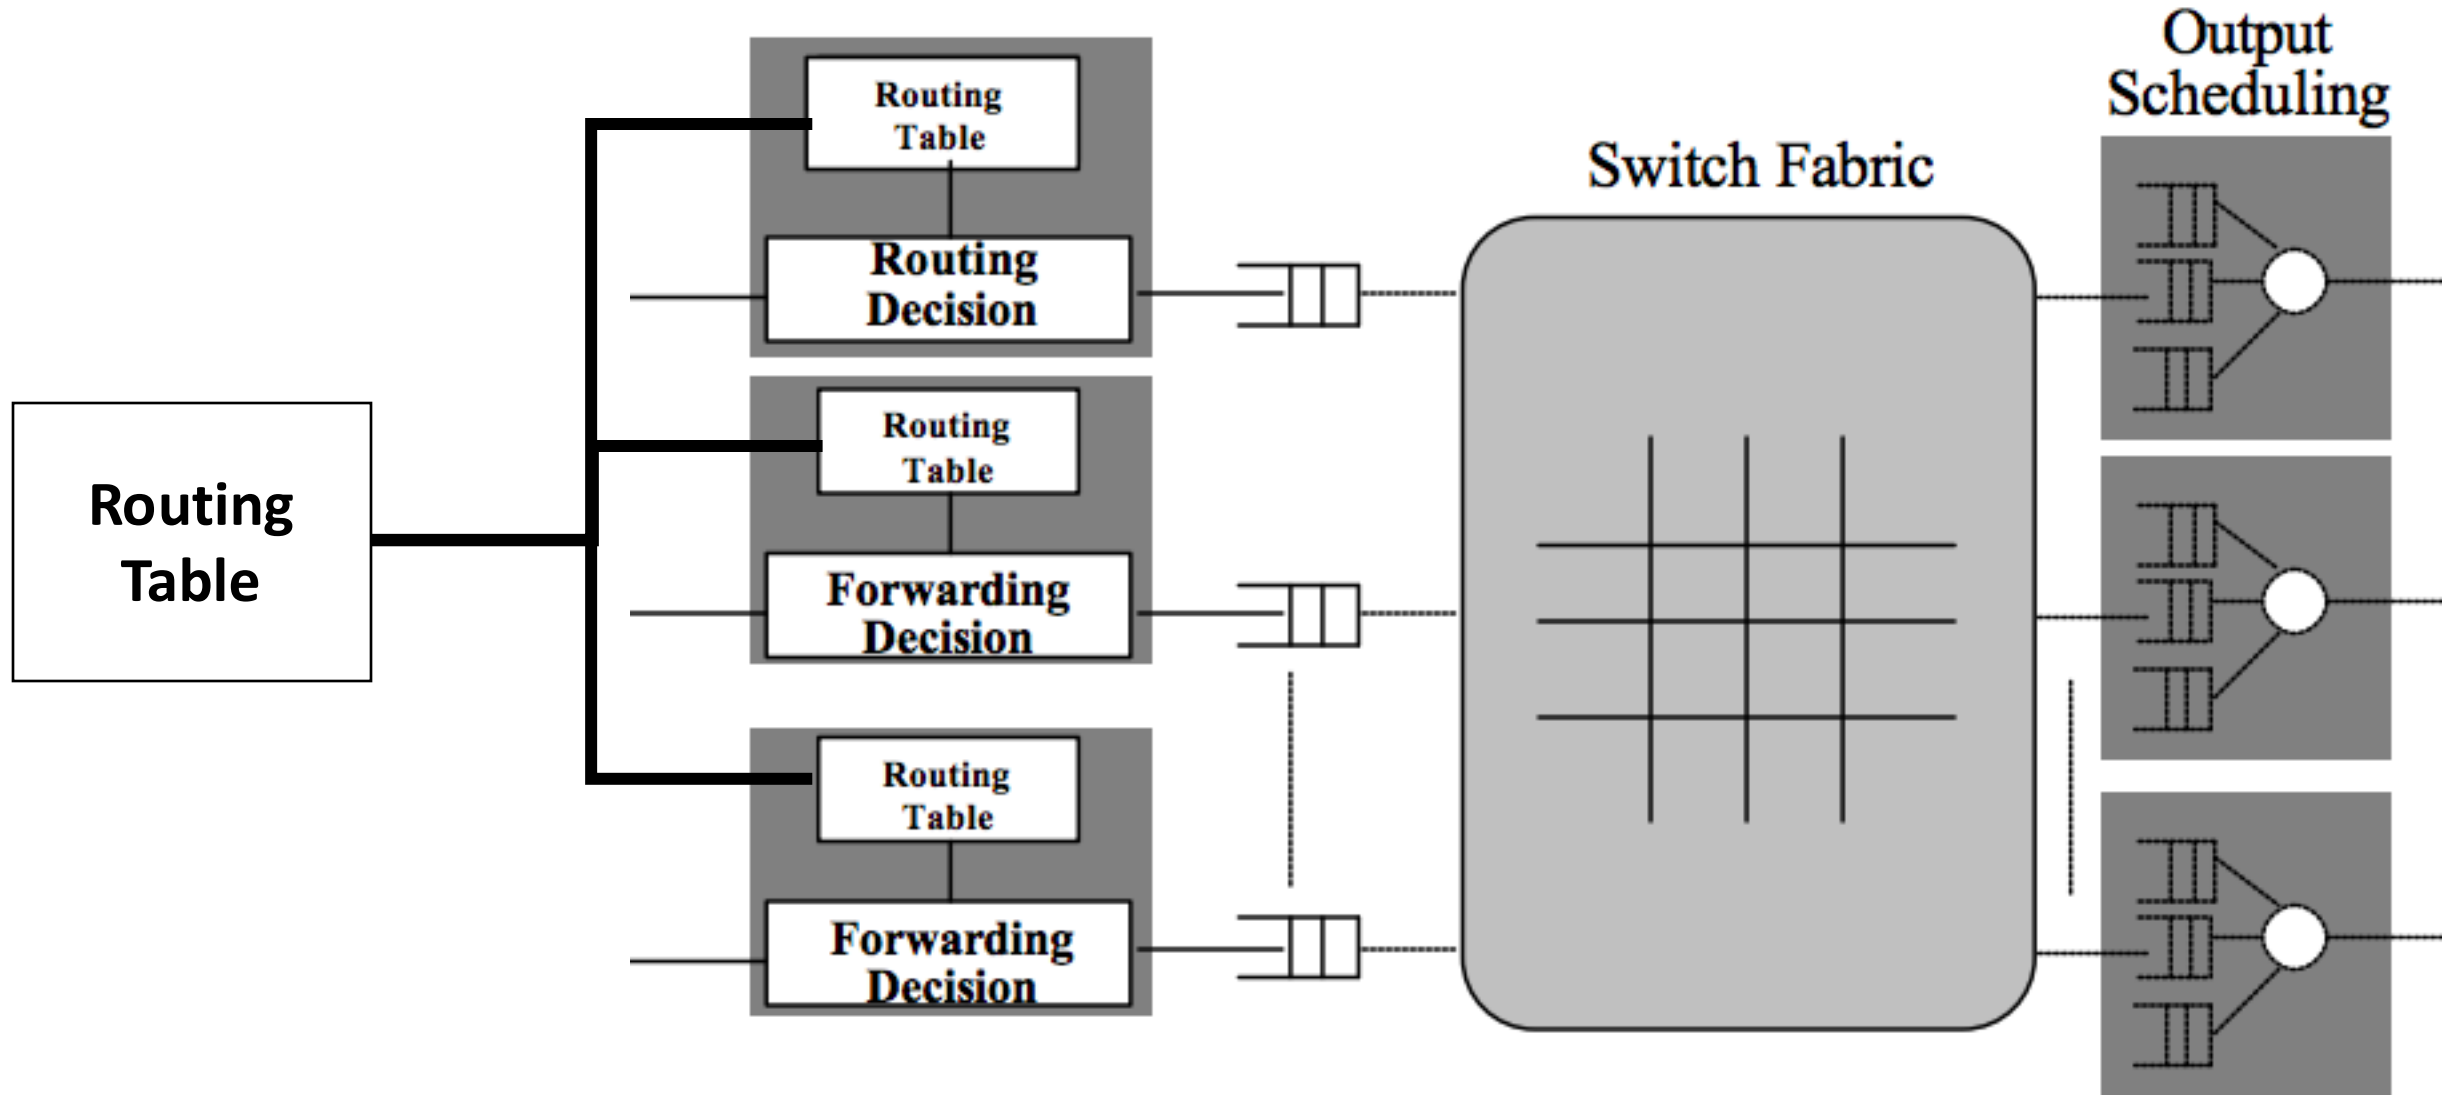 Output
Scheduling
Switch Fabric
Routing
Table
Routing
Decision
Routing
Table
Forwarding
Decision
Routing
Table
Routing
Table
Forwarding
Decision